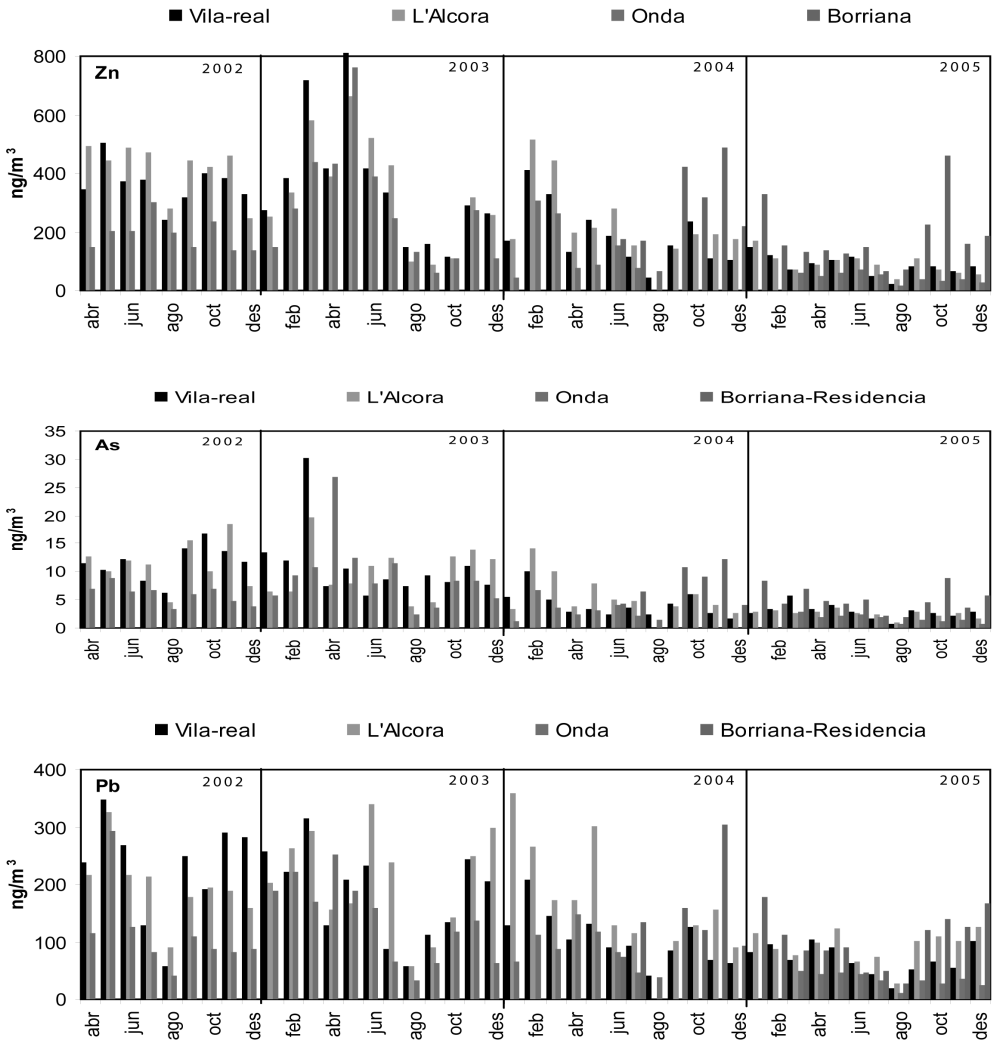 Vila-real L'Alcora Onda Borriana
Zn 2002 2003 2004 2005
800
600
400
200
0
ng/m³
abr jun ago oct des feb abr jun ago oct des feb abr jun ago oct des feb abr jun ago oct des
Vila-real L'Alcora Onda Borriana-Residencia
As 2002 2003 2004 2005
35
30
25
20
15
10
5
0
ng/m³
abr jun ago oct des feb abr jun ago oct des feb abr jun ago oct des feb abr jun ago oct des
Vila-real L'Alcora Onda Borriana-Residencia
Pb 2002 2003 2004 2005
400
300
200
100
0
ng/m³
abr jun ago oct des feb abr jun ago oct des feb abr jun ago oct des feb abr jun ago oct des